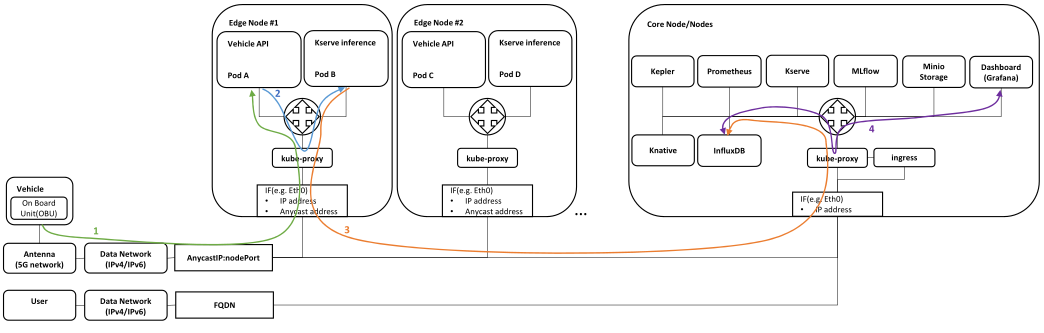 Edge Node #1
Vehicle API
Pod A
Kserve inference
Pod B
2
kube-proxy
IF(e.g. Eth0)
• IP address
• Anycast address
Edge Node #2
Vehicle API
Pod C
Kserve inference
Pod D
kube-proxy
IF(e.g. Eth0)
• IP address
• Anycast address
...
Core Node/Nodes
Kepler
Prometheus
Kserve
MLflow
Minio
Storage
Dashboard
(Grafana)
4
Knative
InfluxDB
kube-proxy
ingress
IF(e.g. Eth0)
• IP address
Vehicle
On Board
Unit(OBU)
1
3
Antenna
(5G network)
Data Network
(IPv4/IPv6)
AnycastIP:nodePort
User
Data Network
(IPv4/IPv6)
FQDN